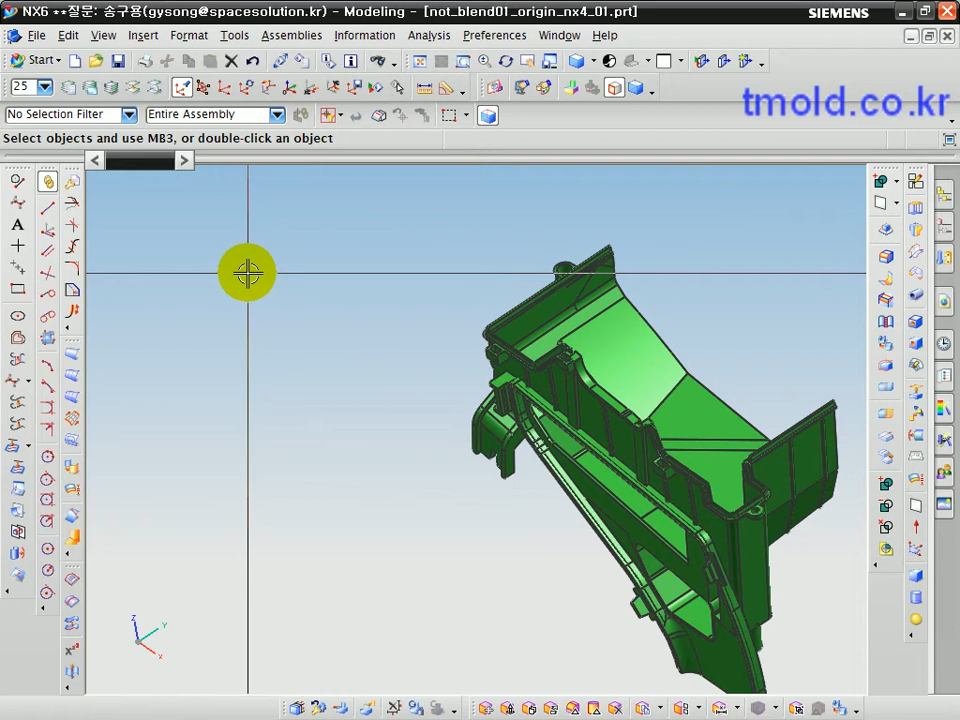 NX6 **질문: 송구용(gysong@spacesolution.kr) - Modeling - [not_blend01_origin_nx4_01.prt]
SIEMENS
File Edit View Insert Format Tools Assemblies Information Analysis Preferences Window Help
Start
25
tmold.co.kr
No Selection Filter Entire Assembly
Select objects and use MB3, or double-click an object
A
Z
Y
X